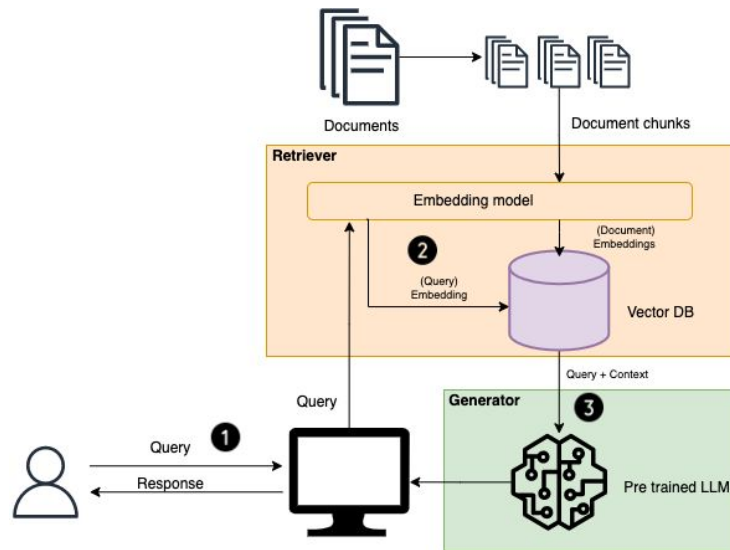 Documents
Document chunks
Retriever
Embedding model
2
(Document)
Embeddings
(Query)
Embedding
Vector DB
Query + Context
Query
Generator
3
1
Query
Response
Pre trained LLM